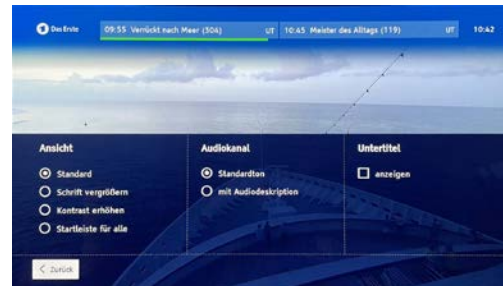 Das Erste
09:55 Verrückt nach Meer (304) UT
10:45 Meister des Alltags (119) UT
10:42
Ansicht
Standard
Schrift vergrößern
Kontrast erhöhen
Startleiste für alle
Audiokanal
Standardton
mit Audiodeskription
Untertitel
anzeigen
Zurück